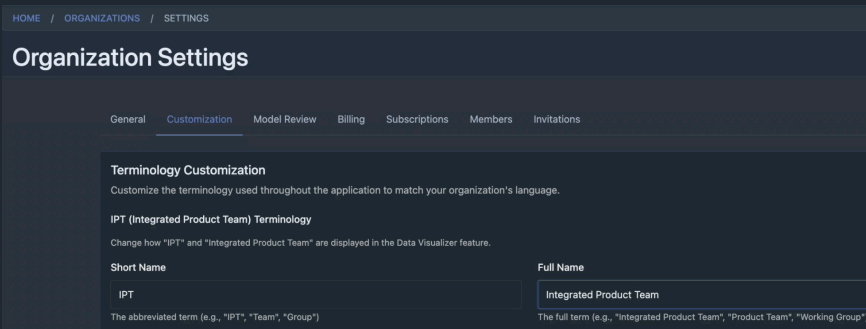 HOME / ORGANIZATIONS / SETTINGS
Organization Settings
General Customization Model Review Billing Subscriptions Members Invitations
Terminology Customization
Customize the terminology used throughout the application to match your organization's language.
IPT (Integrated Product Team) Terminology
Change how "IPT" and "Integrated Product Team" are displayed in the Data Visualizer feature.
Short Name Full Name
IPT Integrated Product Team
The abbreviated term (e.g., "IPT", "Team", "Group") The full term (e.g., "Integrated Product Team", "Product Team", "Working Group")